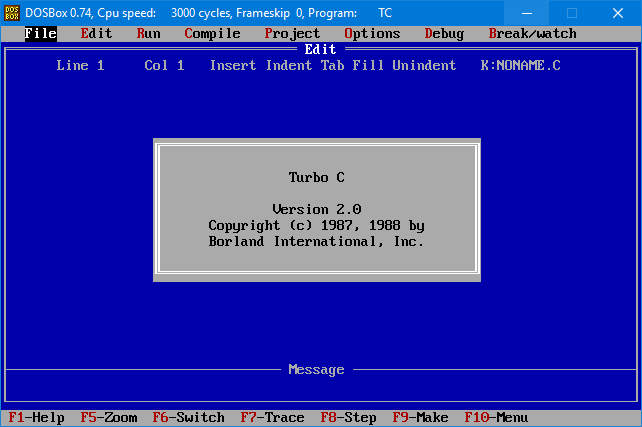 DOS
BOX
DOSBox 0.74, Cpu speed: 3000 cycles, Frameskip 0, Program: TC
File Edit Run Compile Project Options Debug Break/watch
Edit
Line 1 Col 1 Insert Indent Tab Fill Unindent K:NONAME.C
Turbo C
Version 2.0
Copyright (c) 1987, 1988 by
Borland International, Inc.
Message
F1-Help F5-Zoom F6-Switch F7-Trace F8-Step F9-Make F10-Menu